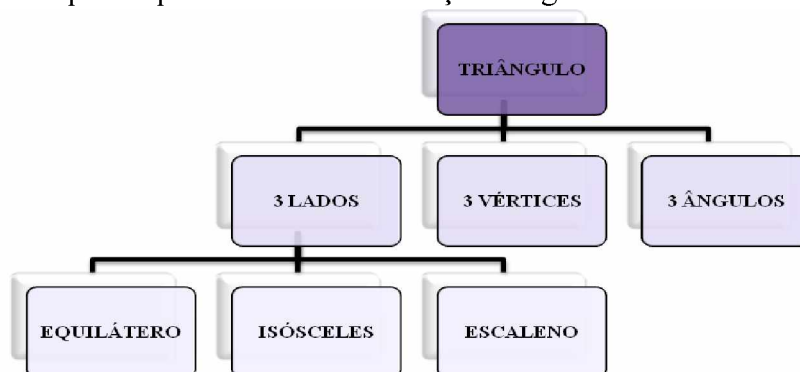 TRIÂNGULO
3 LADOS
3 VÉRTICES
3 ÂNGULOS
EQUILÁTERO
ISÓSCELES
ESCALENO